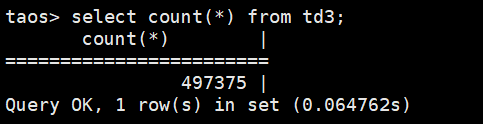 taos> select count(*) from td3;
count(*) |
========================
497375 |
Query OK, 1 row(s) in set (0.064762s)